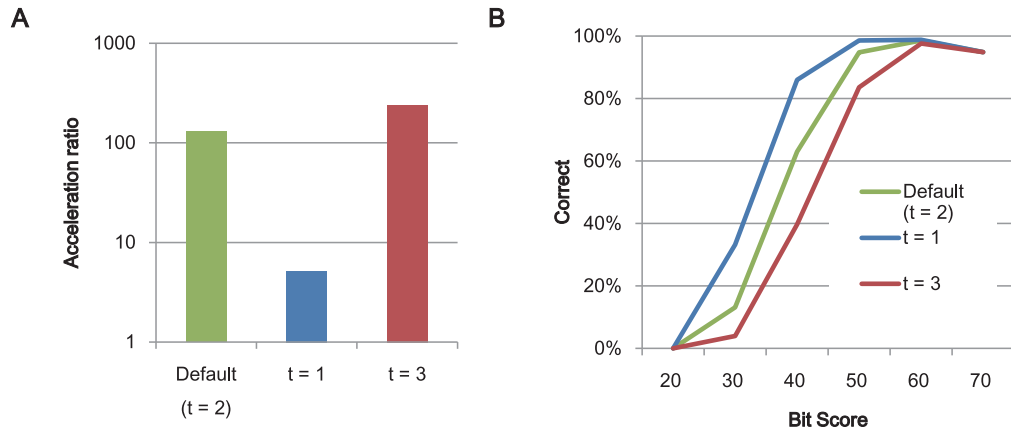 A
1000
100
10
1
Acceleration ratio
Default
(t = 2)
t = 1
t = 3
B
100%
80%
60%
40%
20%
0%
Correct
Default
(t = 2)
t = 1
t = 3
20 30 40 50 60 70
Bit Score